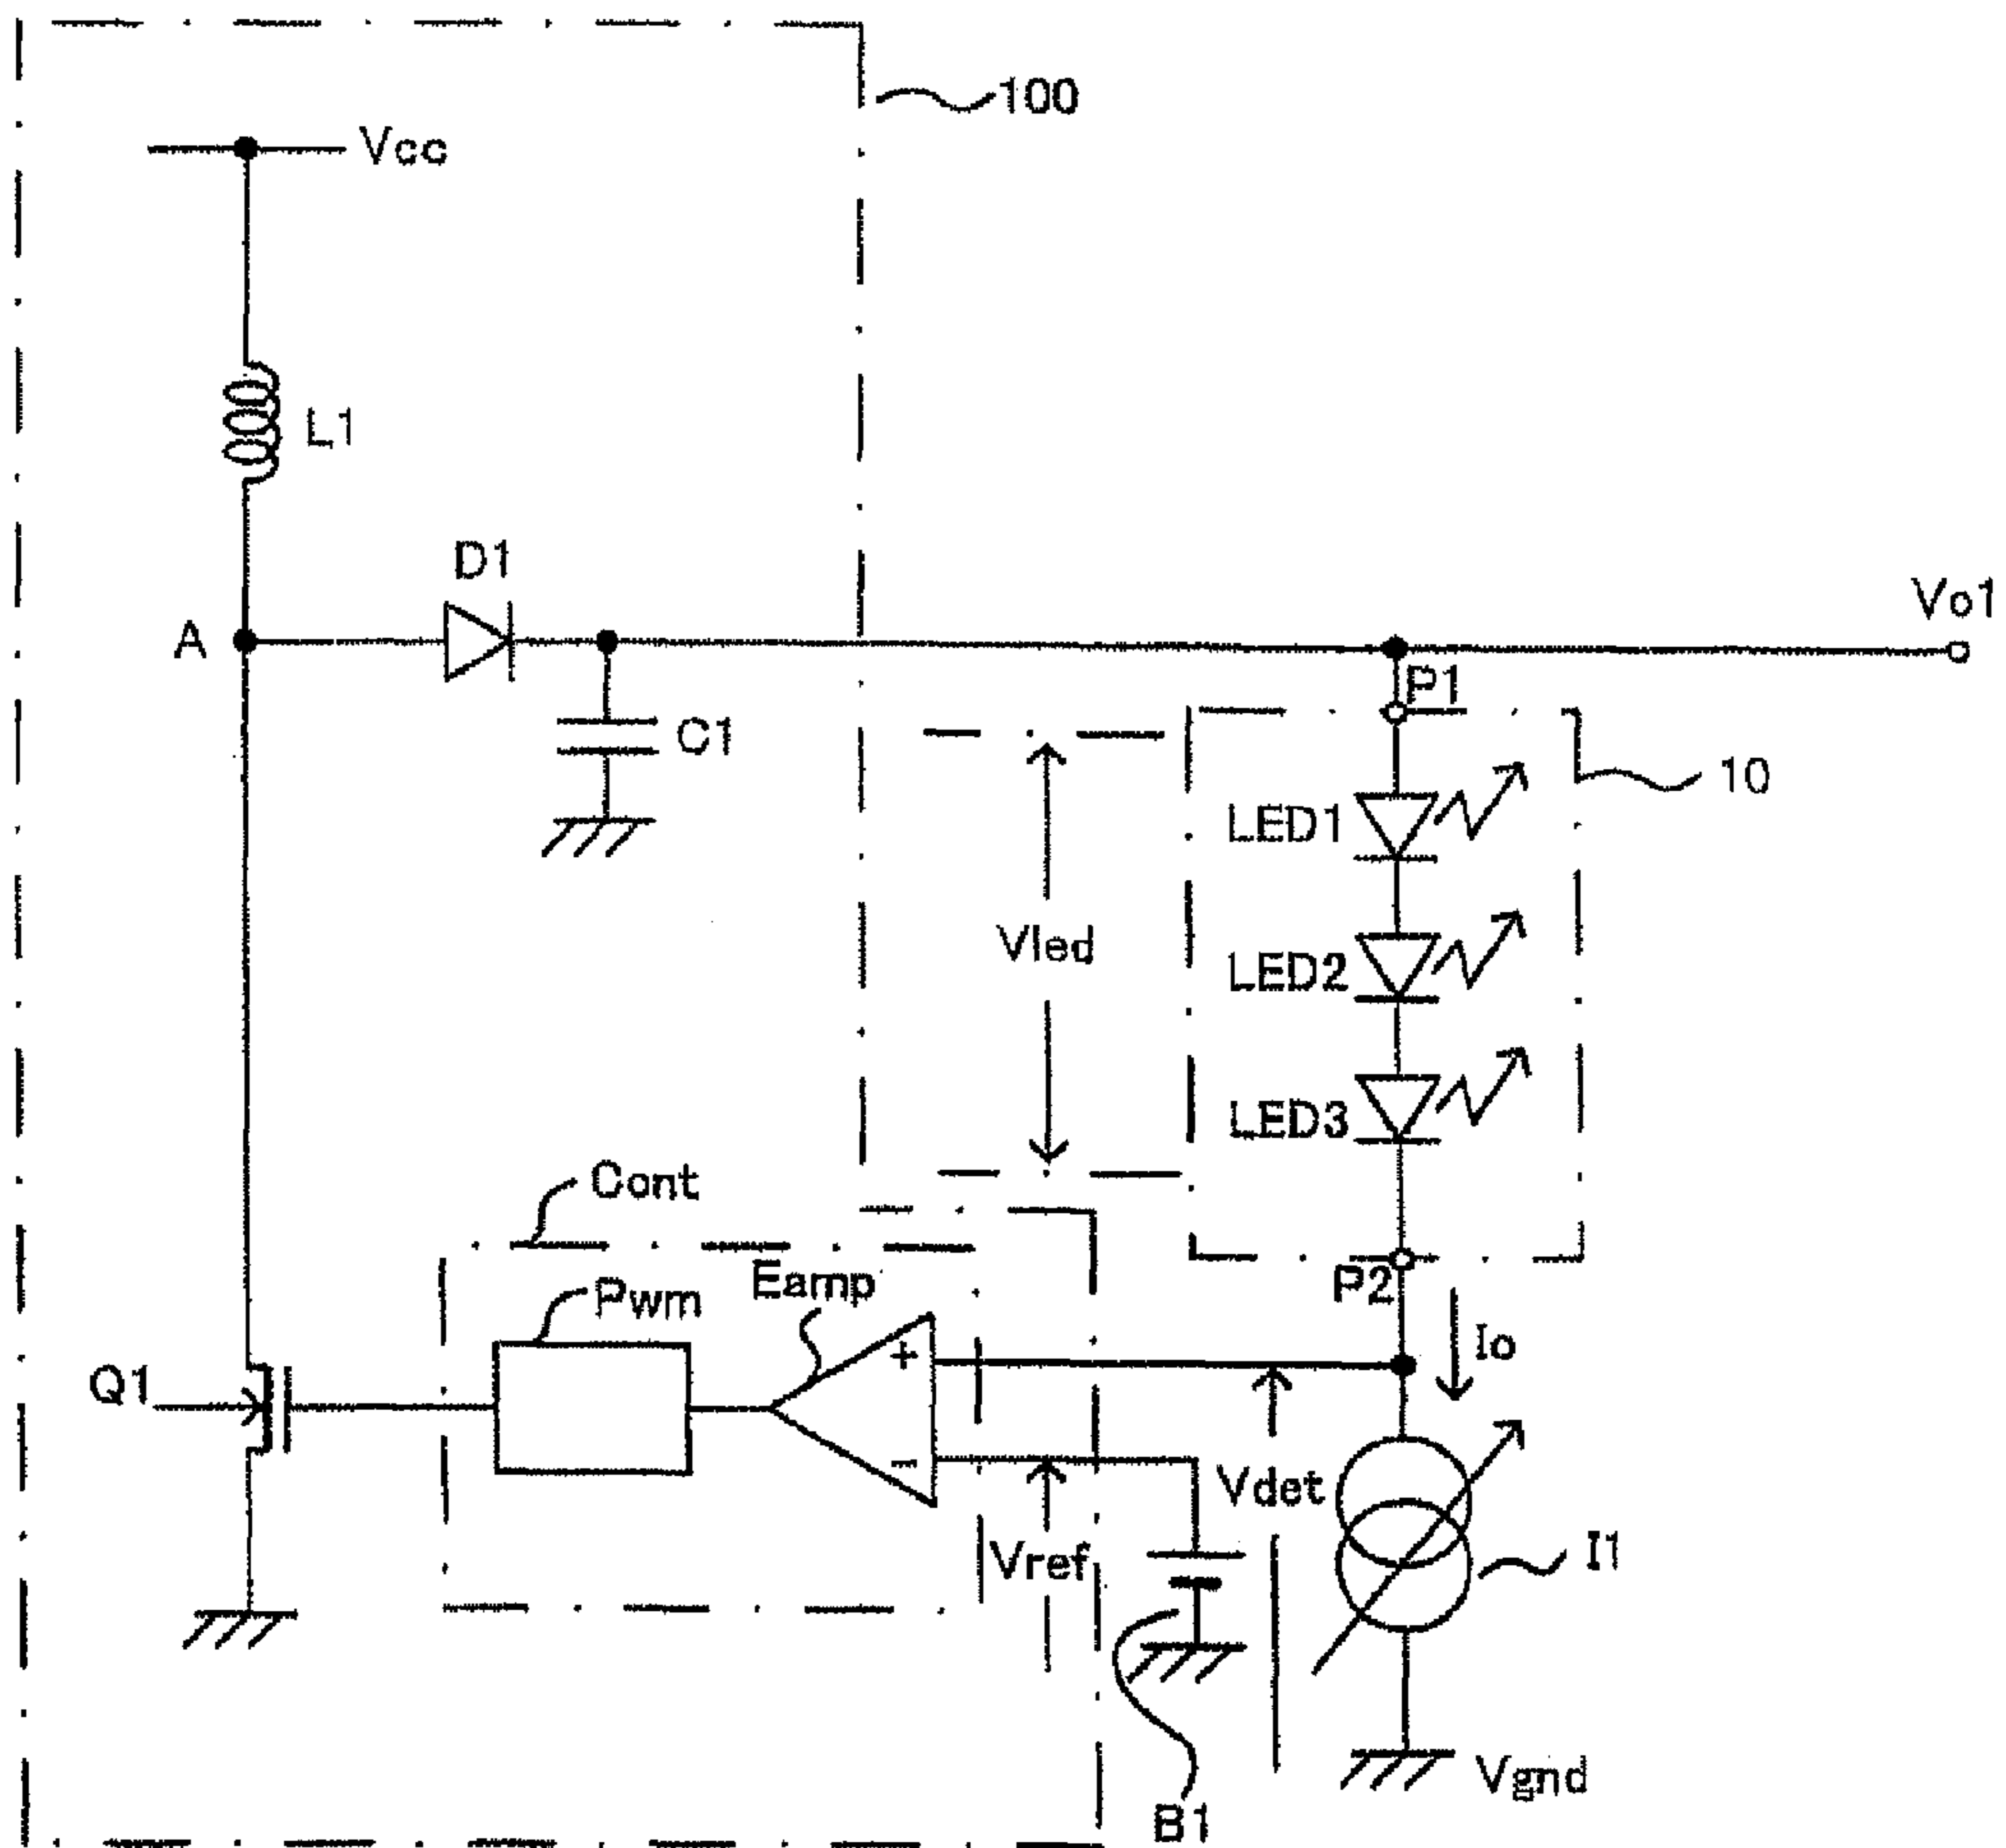 100
Vcc
L1
D1
A
Vo1
P1
C1
10
LED1
Vled
LED2
LED3
Cont
Pwm
Eamp
P2
Io
+
Q1
-
Vdet
Vref
I1
Vgnd
B1